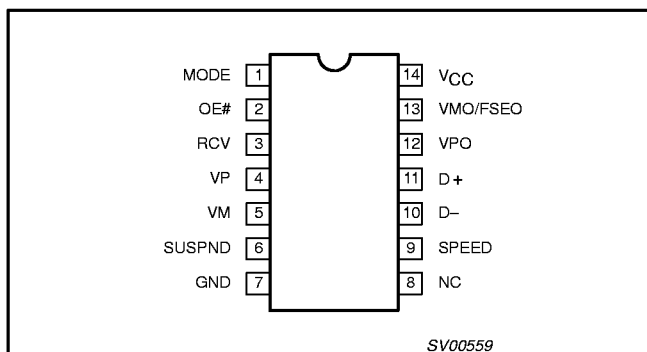 MODE 1 14 VCC
OE# 2 13 VMO/FSEO
RCV 3 12 VPO
VP 4 11 D+
VM 5 10 D–
SUSPND 6 9 SPEED
GND 7 8 NC
SV00559